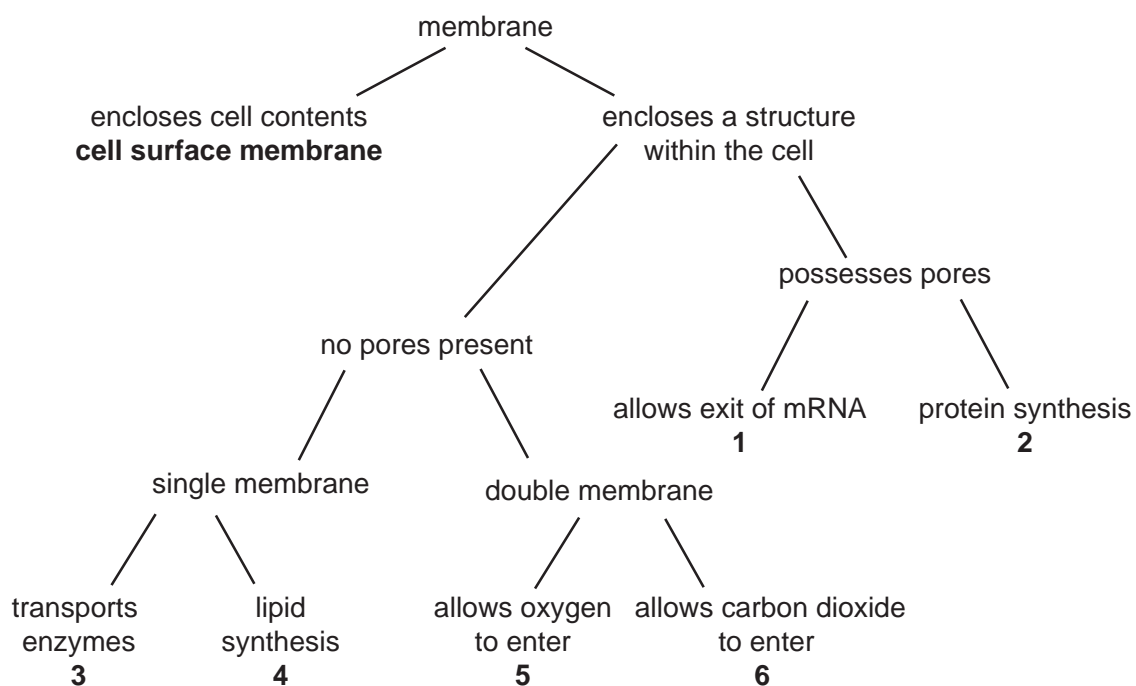 membrane
encloses cell contents
cell surface membrane
encloses a structure
within the cell
possesses pores
no pores present
allows exit of mRNA
1
protein synthesis
2
single membrane
double membrane
transports
enzymes
3
lipid
synthesis
4
allows oxygen
to enter
5
allows carbon dioxide
to enter
6